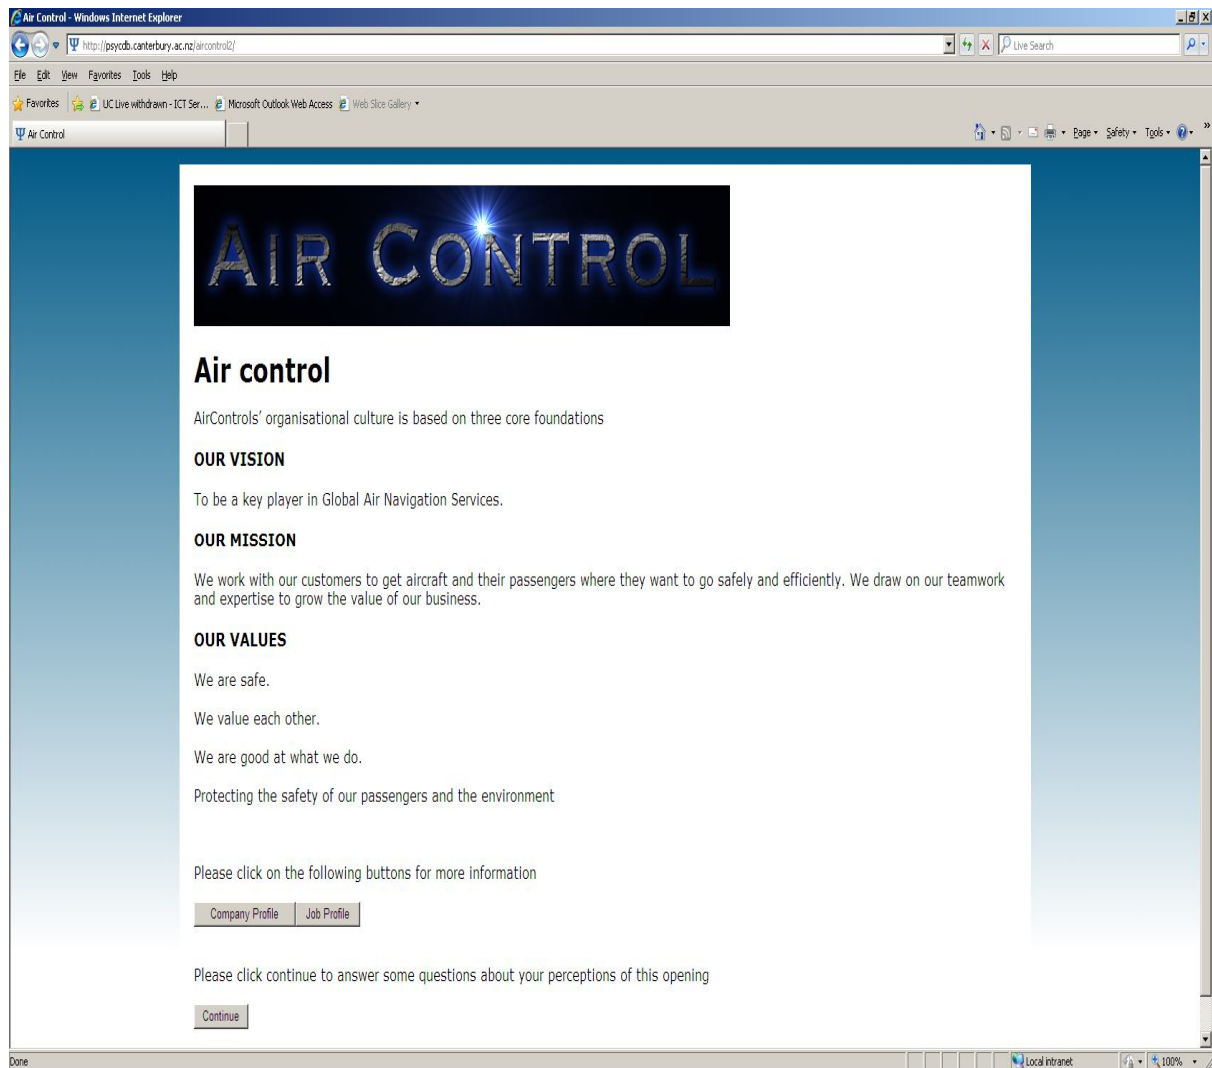 Air Control - Windows Internet Explorer
http://psycdb.canterbury.ac.nz/aircontrol2/
Live Search
File Edit View Favorites Tools Help
Favorites UC Live withdrawn - ICT Ser... Microsoft Outlook Web Access Web Slice Gallery
Air Control
Page Safety Tools »
AIR CONTROL
Air control
AirControls' organisational culture is based on three core foundations
OUR VISION
To be a key player in Global Air Navigation Services.
OUR MISSION
We work with our customers to get aircraft and their passengers where they want to go safely and efficiently. We draw on our teamwork
and expertise to grow the value of our business.
OUR VALUES
We are safe.
We value each other.
We are good at what we do.
Protecting the safety of our passengers and the environment
Please click on the following buttons for more information
Company Profile Job Profile
Please click continue to answer some questions about your perceptions of this opening
Continue
Done Local intranet 100%